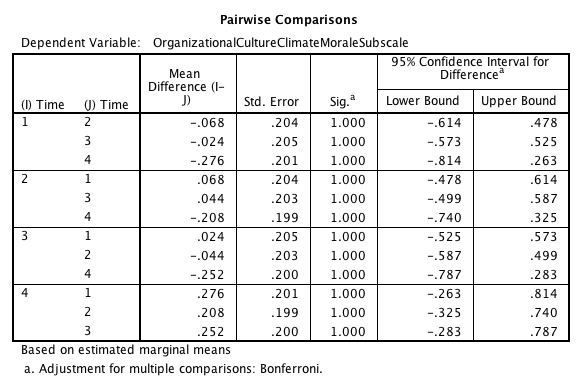 Pairwise Comparisons
Dependent Variable: OrganizationalCultureClimateMoraleSubscale
(I) Time (J) Time Mean Difference (I-J) Std. Error Sig.a 95% Confidence Interval for Differencea
Lower Bound Upper Bound
1 2 -.068 .204 1.000 -.614 .478
3 -.024 .205 1.000 -.573 .525
4 -.276 .201 1.000 -.814 .263
2 1 .068 .204 1.000 -.478 .614
3 .044 .203 1.000 -.499 .587
4 -.208 .199 1.000 -.740 .325
3 1 .024 .205 1.000 -.525 .573
2 -.044 .203 1.000 -.587 .499
4 -.252 .200 1.000 -.787 .283
4 1 .276 .201 1.000 -.263 .814
2 .208 .199 1.000 -.325 .740
3 .252 .200 1.000 -.283 .787
Based on estimated marginal means
a. Adjustment for multiple comparisons: Bonferroni.